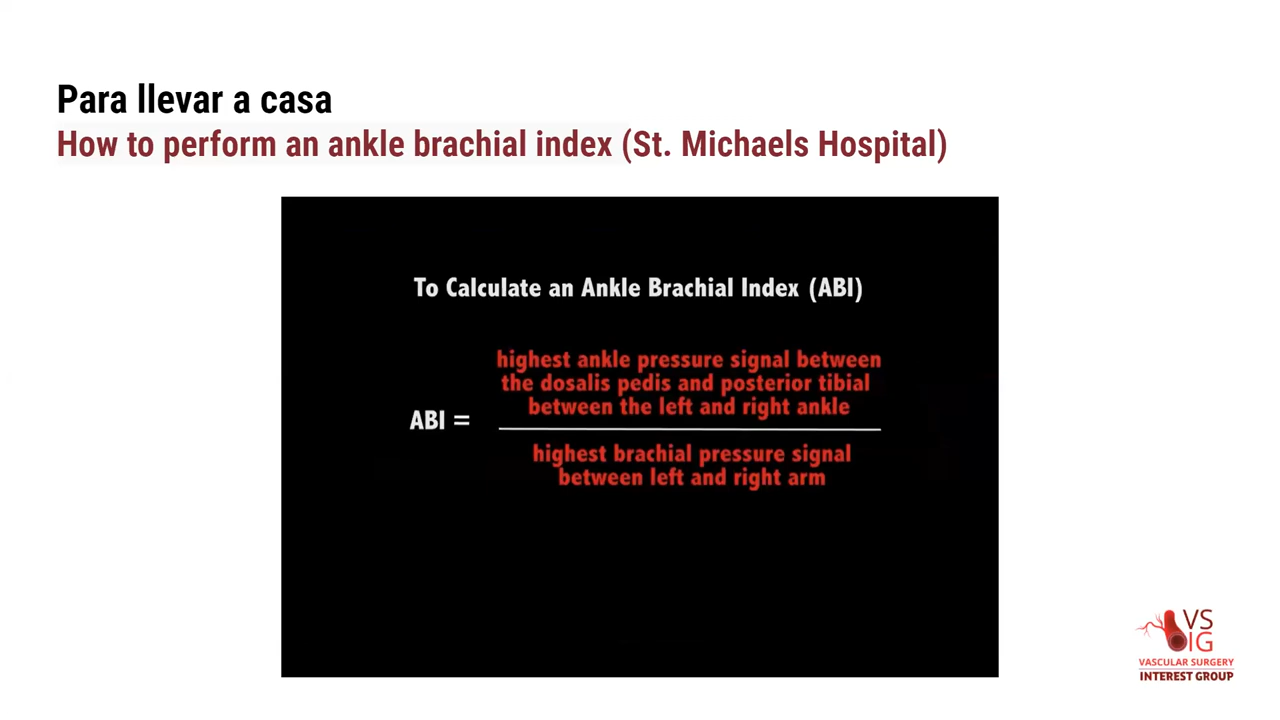 Para llevar a casa
How to perform an ankle brachial index (St. Michaels Hospital)
To Calculate an Ankle Brachial Index (ABI)
highest ankle pressure signal between
the dosalis pedis and posterior tibial
between the left and right ankle
ABI =
highest brachial pressure signal
between left and right arm
VS
IG
VASCULAR SURGERY
INTEREST GROUP